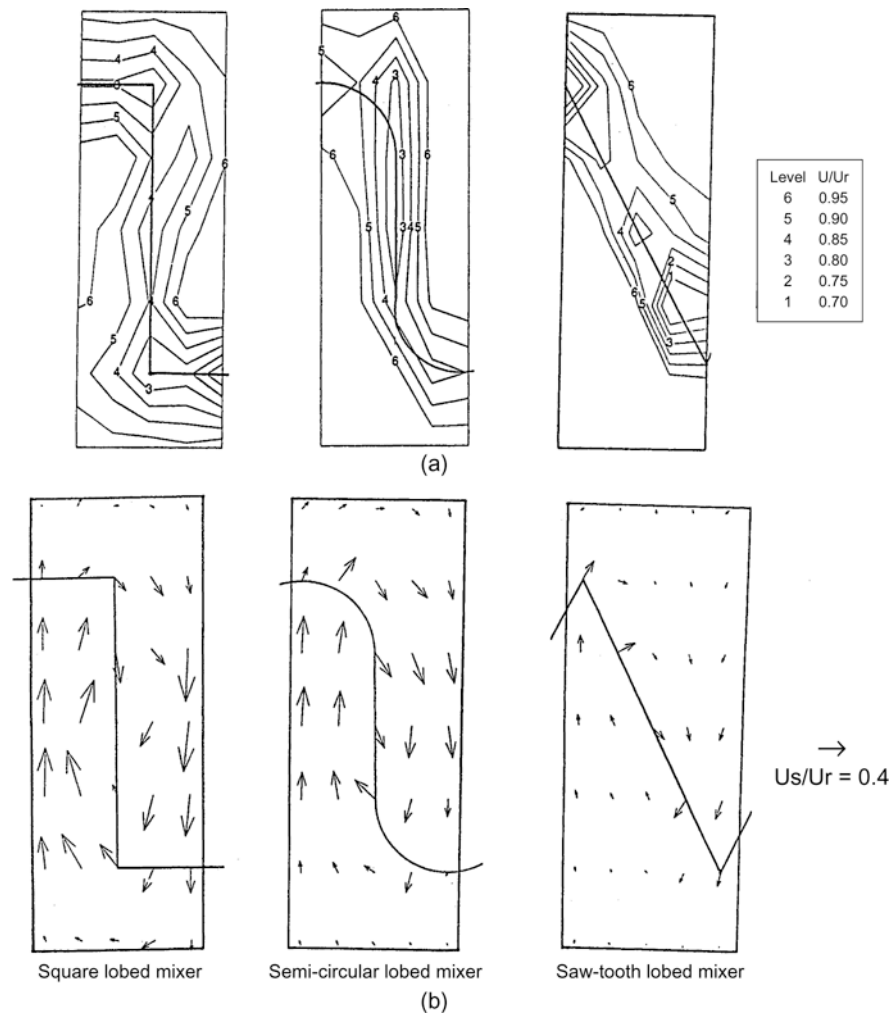 Level U/Ur
6 0.95
5 0.90
4 0.85
3 0.80
2 0.75
1 0.70
(a)
Us/Ur = 0.4
Square lobed mixer
Semi-circular lobed mixer
Saw-tooth lobed mixer
(b)